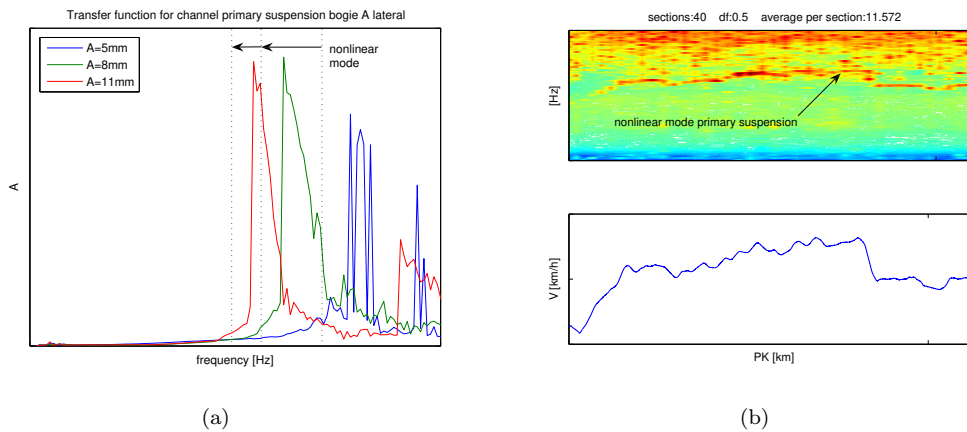 Transfer function for channel primary suspension bogie A lateral
A=5mm
A=8mm
A=11mm
nonlinear
mode
A
frequency [Hz]
(a)
sections:40 df:0.5 average per section:11.572
[Hz]
nonlinear mode primary suspension
V [km/h]
PK [km]
(b)